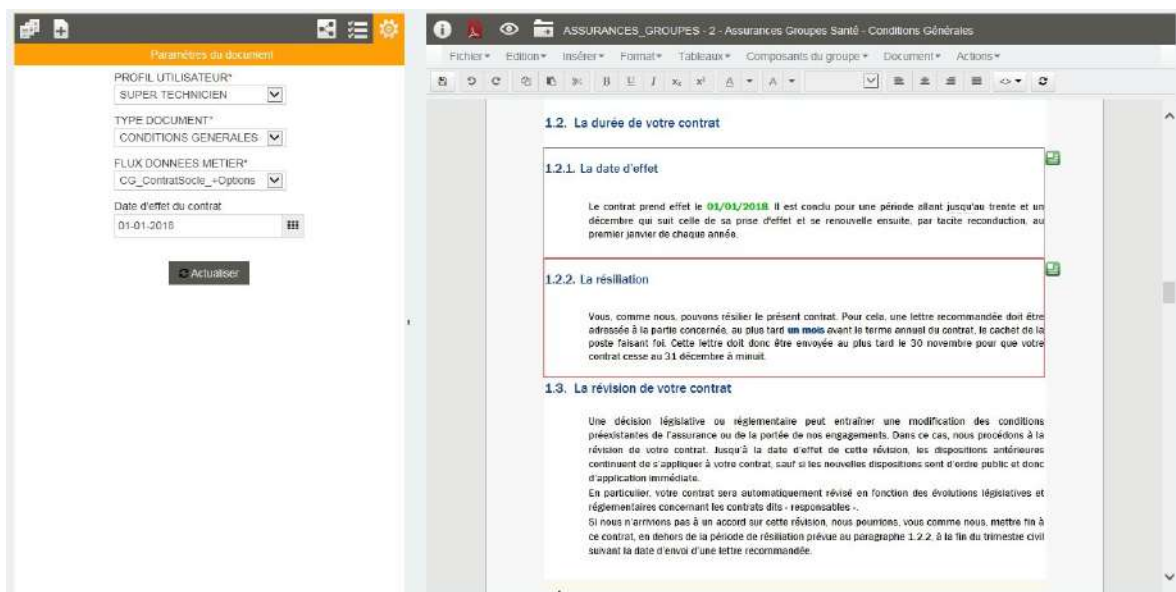 Paramètres du document
PROFIL UTILISATEUR*
SUPER TECHNICIEN
TYPE DOCUMENT*
CONDITIONS GENERALES
FLUX DONNEES METIER*
CG_ContratSocle_+Options
Date d'effet du contrat
01-01-2018
Actualiser
ASSURANCES_GROUPES - 2 - Assurances Groupes Santé - Conditions Générales
Fichier Edition Insérer Format Tableaux Composants du groupe Document Actions
B U I x₂ x² A A
1.2. La durée de votre contrat
1.2.1. La date d'effet
Le contrat prend effet le 01/01/2018. Il est conclu pour une période allant jusqu'au trente et un
décembre qui suit celle de sa prise d'effet et se renouvelle ensuite, par tacite reconduction, au
premier janvier de chaque année.
1.2.2. La résiliation
Vous, comme nous, pouvons résilier le présent contrat. Pour cela, une lettre recommandée doit être
adressée à la partie concernée, au plus tard un mois avant le terme annuel du contrat, le cachet de la
poste faisant foi. Cette lettre doit donc être envoyée au plus tard le 30 novembre pour que votre
contrat cesse au 31 décembre à minuit.
1.3. La révision de votre contrat
Une décision législative ou réglementaire peut entraîner une modification des conditions
préexistantes de l'assurance ou de la portée de nos engagements. Dans ce cas, nous procédons à la
révision de votre contrat. Jusqu'à la date d'effet de cette révision, les dispositions antérieures
continuent de s'appliquer à votre contrat, sauf si les nouvelles dispositions sont d'ordre public et donc
d'application immédiate.
En particulier, votre contrat sera automatiquement révisé en fonction des évolutions législatives et
réglementaires concernant les contrats dits - responsables -.
Si nous n'arrivions pas à un accord sur cette révision, nous pourrions, vous comme nous, mettre fin à
ce contrat, en dehors de la période de résiliation prévue au paragraphe 1.2.2, à la fin du trimestre civil
suivant la date d'envoi d'une lettre recommandée.